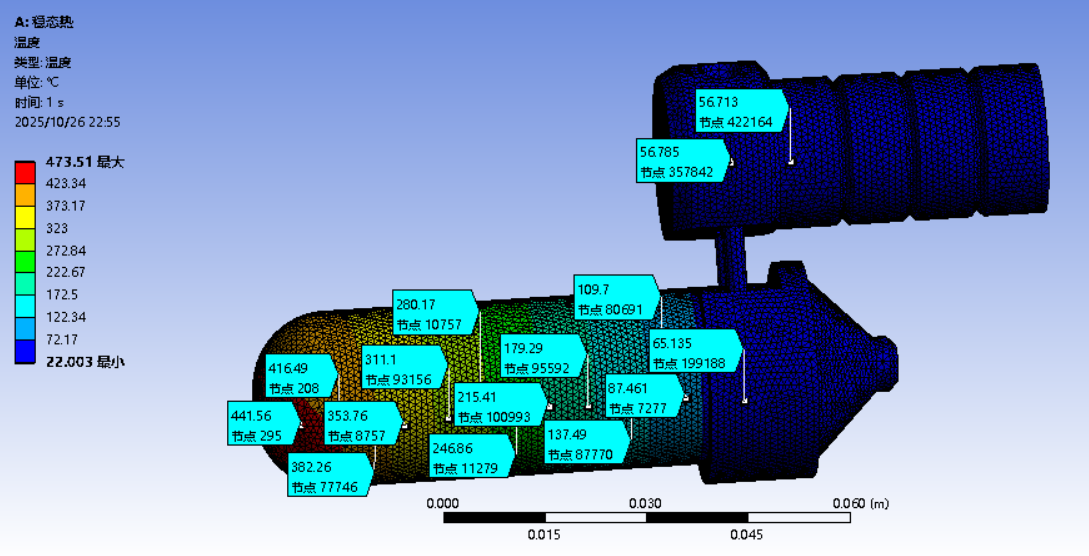 A: 稳态热
温度
类型: 温度
单位: ℃
时间: 1 s
2025/10/26 22:55
473.51 最大
423.34
373.17
323
272.84
222.67
172.5
122.34
72.17
22.003 最小
56.713
节点 422164
56.785
节点 357842
280.17
节点 10757
109.7
节点 80691
65.135
节点 199188
179.29
节点 95592
311.1
节点 93156
416.49
节点 208
215.41
节点 100993
87.461
节点 7277
441.56
节点 295
353.76
节点 8757
137.49
节点 87770
246.86
节点 11279
382.26
节点 77746
0.000
0.030
0.060 (m)
0.015
0.045